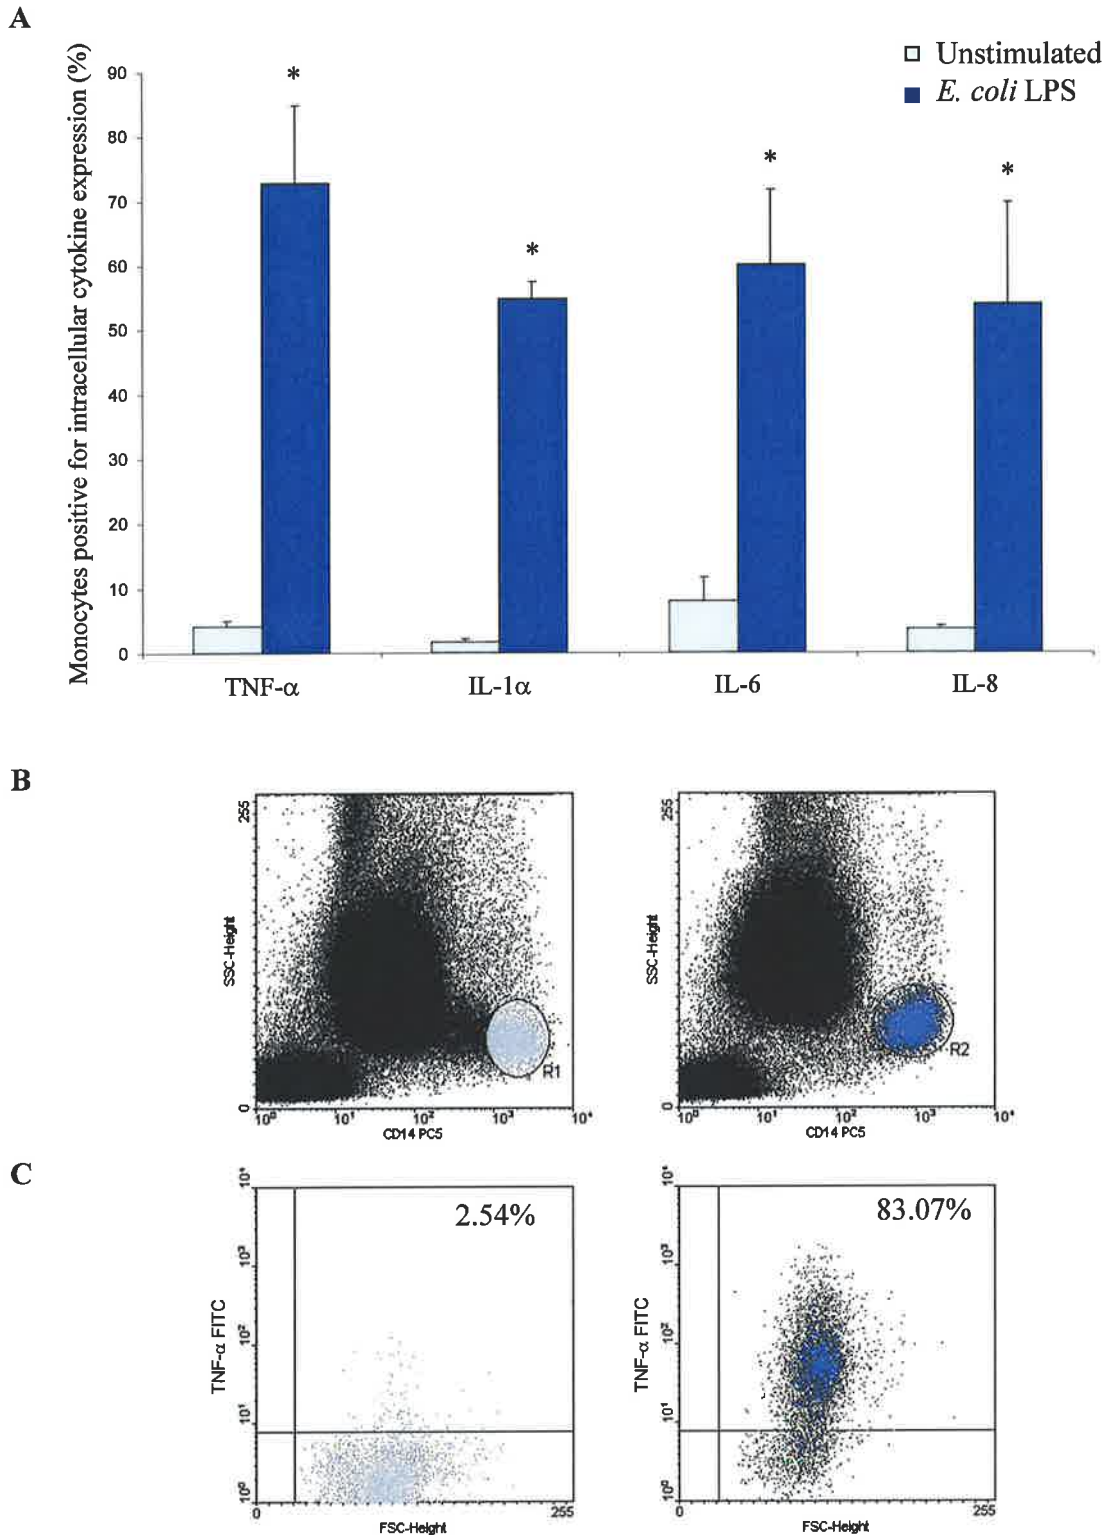 A
Unstimulated
E. coli LPS
Monocytes positive for intracellular cytokine expression (%)
90
80
70
60
50
40
30
20
10
0
*
*
*
*
TNF-α
IL-1α
IL-6
IL-8
B
255
SSC-Height
0
R1
10⁰ 10¹ 10² 10³ 10⁴
CD14 PC5
255
SSC-Height
0
R2
10⁰ 10¹ 10² 10³ 10⁴
CD14 PC5
C
10⁴
10³
10²
10¹
10⁰
TNF-α FITC
2.54%
0 255
FSC-Height
10⁴
10³
10²
10¹
10⁰
TNF-α FITC
83.07%
0 255
FSC-Height